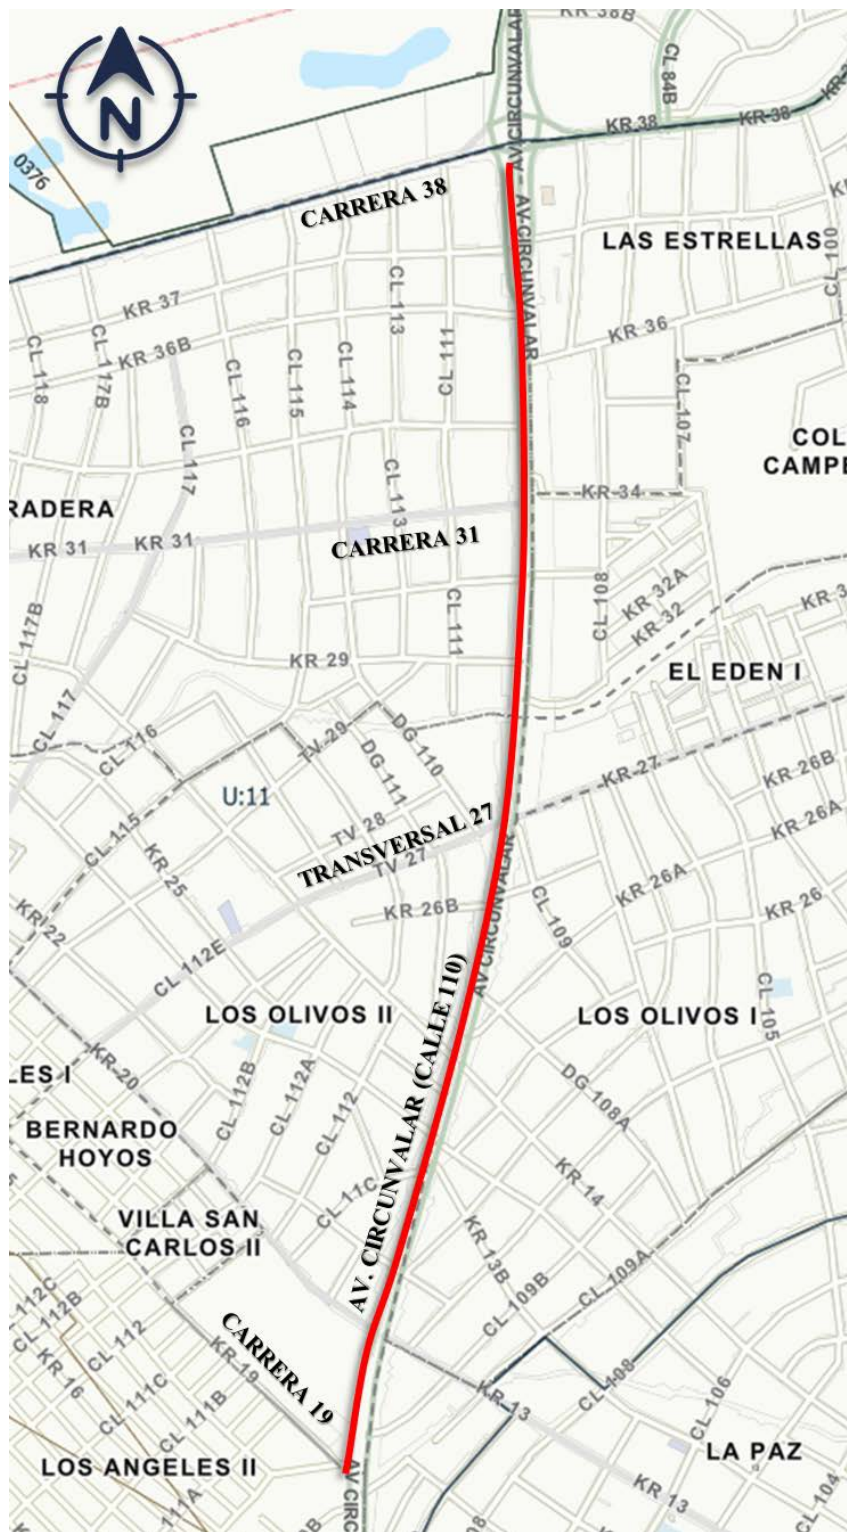 KR 38B
AV CIRCUNVALAR
CL 84B
N
KR 38
KR 38
0376
CARRERA 38
AV CIRCUNVALAR
LAS ESTRELLAS
CL 100
KR 37
CL 113
CL 111
KR 36
KR 36B
CL 118
CL 117B
CL 116
CL 115
CL 114
CL 107
CL 117
COL
CAMPE
CL 113
KR 34
RADERA
KR 31
KR 31
CARRERA 31
CL 108
KR 32A
KR 32
KR 3
CL 117B
CL 111
KR 29
EL EDEN I
CL 117
CL 116
TV 29
DG 110
DG 111
KR 27
KR 26B
U:11
TV 28
TRANSVERSAL 27
TV 27
CL 115
KR 25
KR 26A
KR 26A
KR 22
KR 26B
AV CIRCUNVALAR
CL 109
KR 26
CL 112E
AV. CIRCUNVALAR (CALLE 110)
LOS OLIVOS II
LOS OLIVOS I
CL 105
KR 20
LES I
CL 112B
CL 112A
CL 112
DG 108A
BERNARDO
HOYOS
KR 14
CL 11C
VILLA SAN
CARLOS II
KR 13B
CL 109B
CL 109A
CL 112C
CL 112B
CL 112
KR 16
CL 111C
CL 111B
CARRERA 19
KR 19
KR 13
CL 108
CL 106
LOS ANGELES II
AV CIRC
LA PAZ
KR 13
CL 104
111A